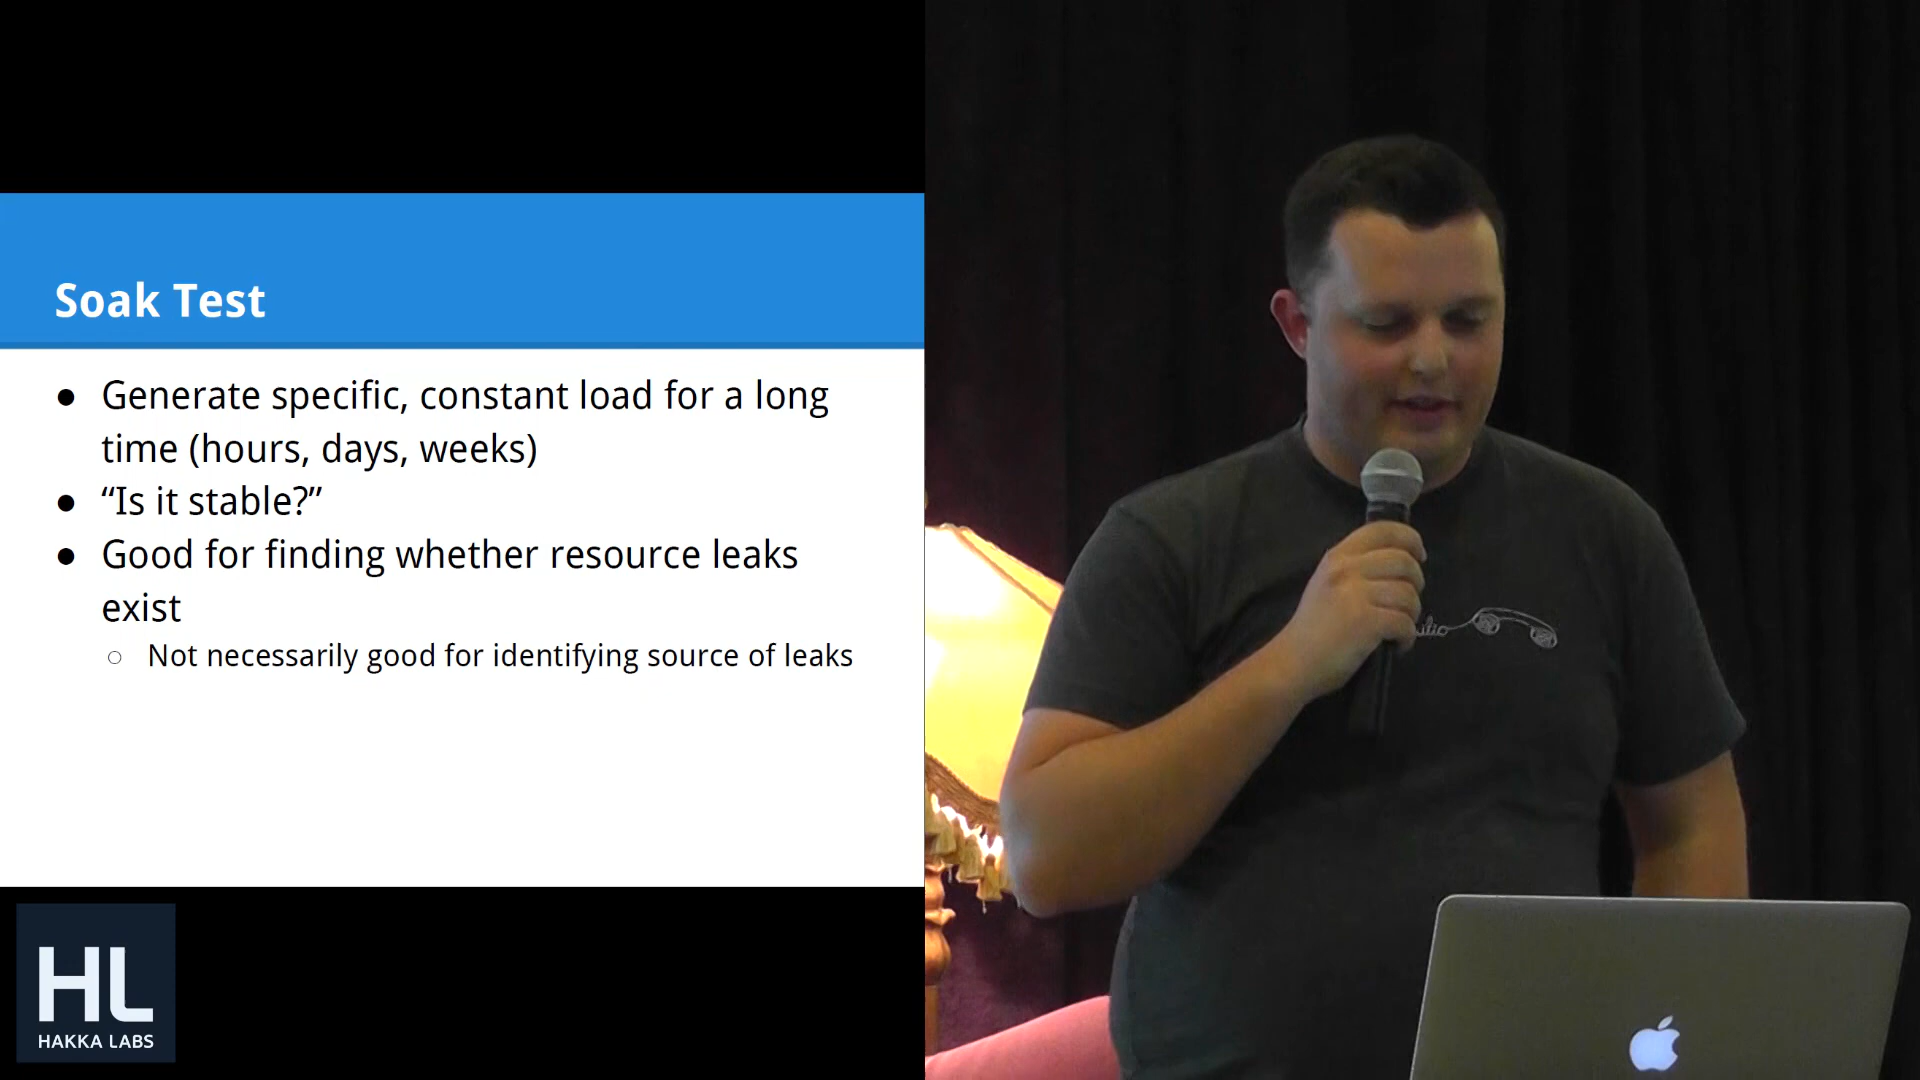 Soak Test
● Generate specific, constant load for a long
time (hours, days, weeks)
● “Is it stable?”
● Good for finding whether resource leaks
exist
○ Not necessarily good for identifying source of leaks
HL
HAKKA LABS